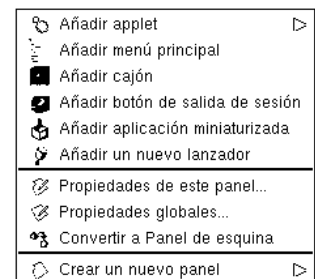 Añadir applet
Añadir menú principal
Añadir cajón
Añadir botón de salida de sesión
Añadir aplicación miniaturizada
Añadir un nuevo lanzador
Propiedades de este panel...
Propiedades globales...
Convertir a Panel de esquina
Crear un nuevo panel